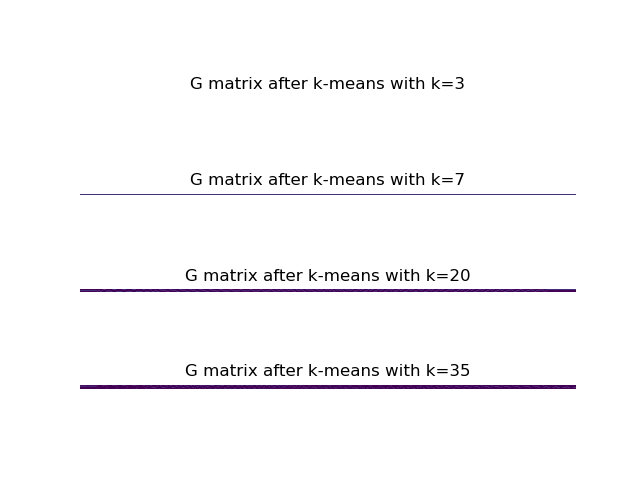 G matrix after k-means with k=3
G matrix after k-means with k=7
G matrix after k-means with k=20
G matrix after k-means with k=35